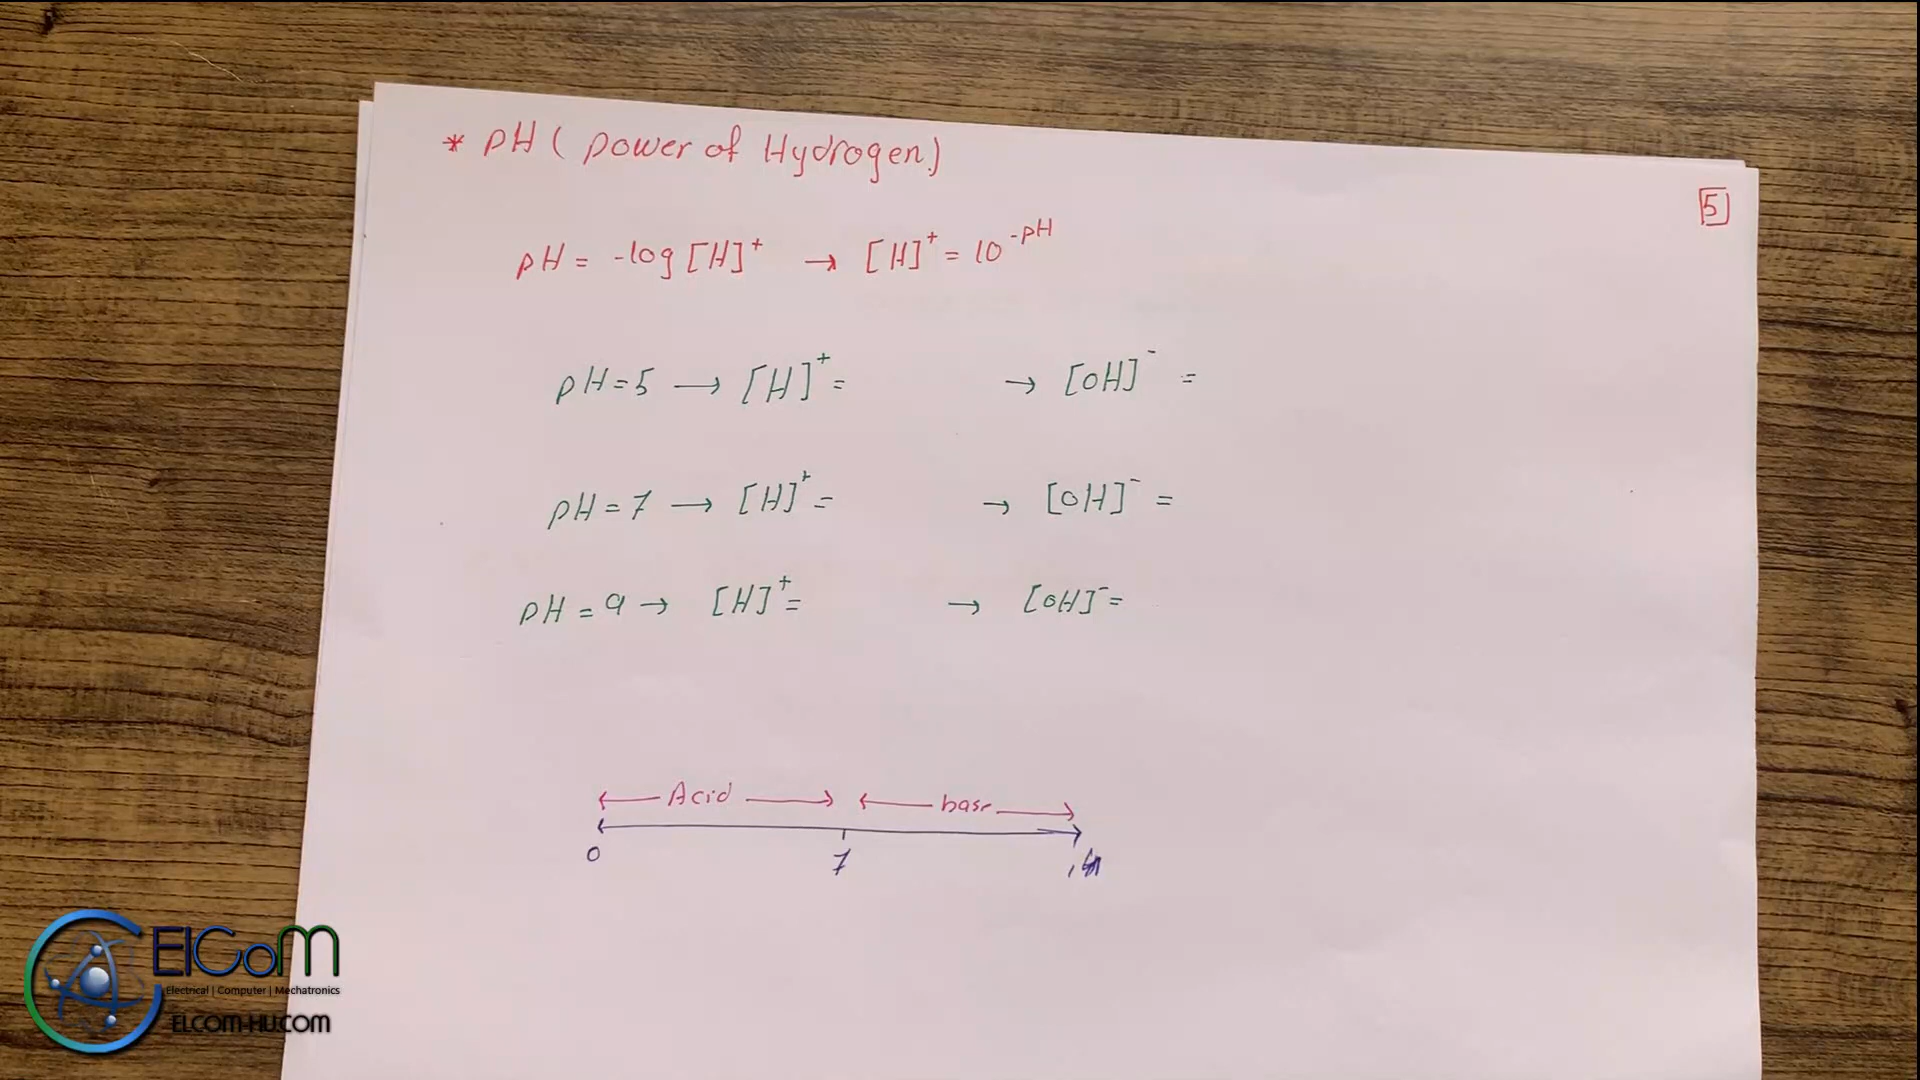 * pH ( power of Hydrogen)
5
pH = -log [H]⁺ → [H]⁺ = 10^-pH
pH = 5 → [H]⁺ = → [OH]⁻ =
pH = 7 → [H]⁺ = → [OH]⁻ =
pH = 9 → [H]⁺ = → [OH]⁻ =
Acid base
0 7
ElCoM
Electrical | Computer | Mechatronics
ELCOM-HU.COM